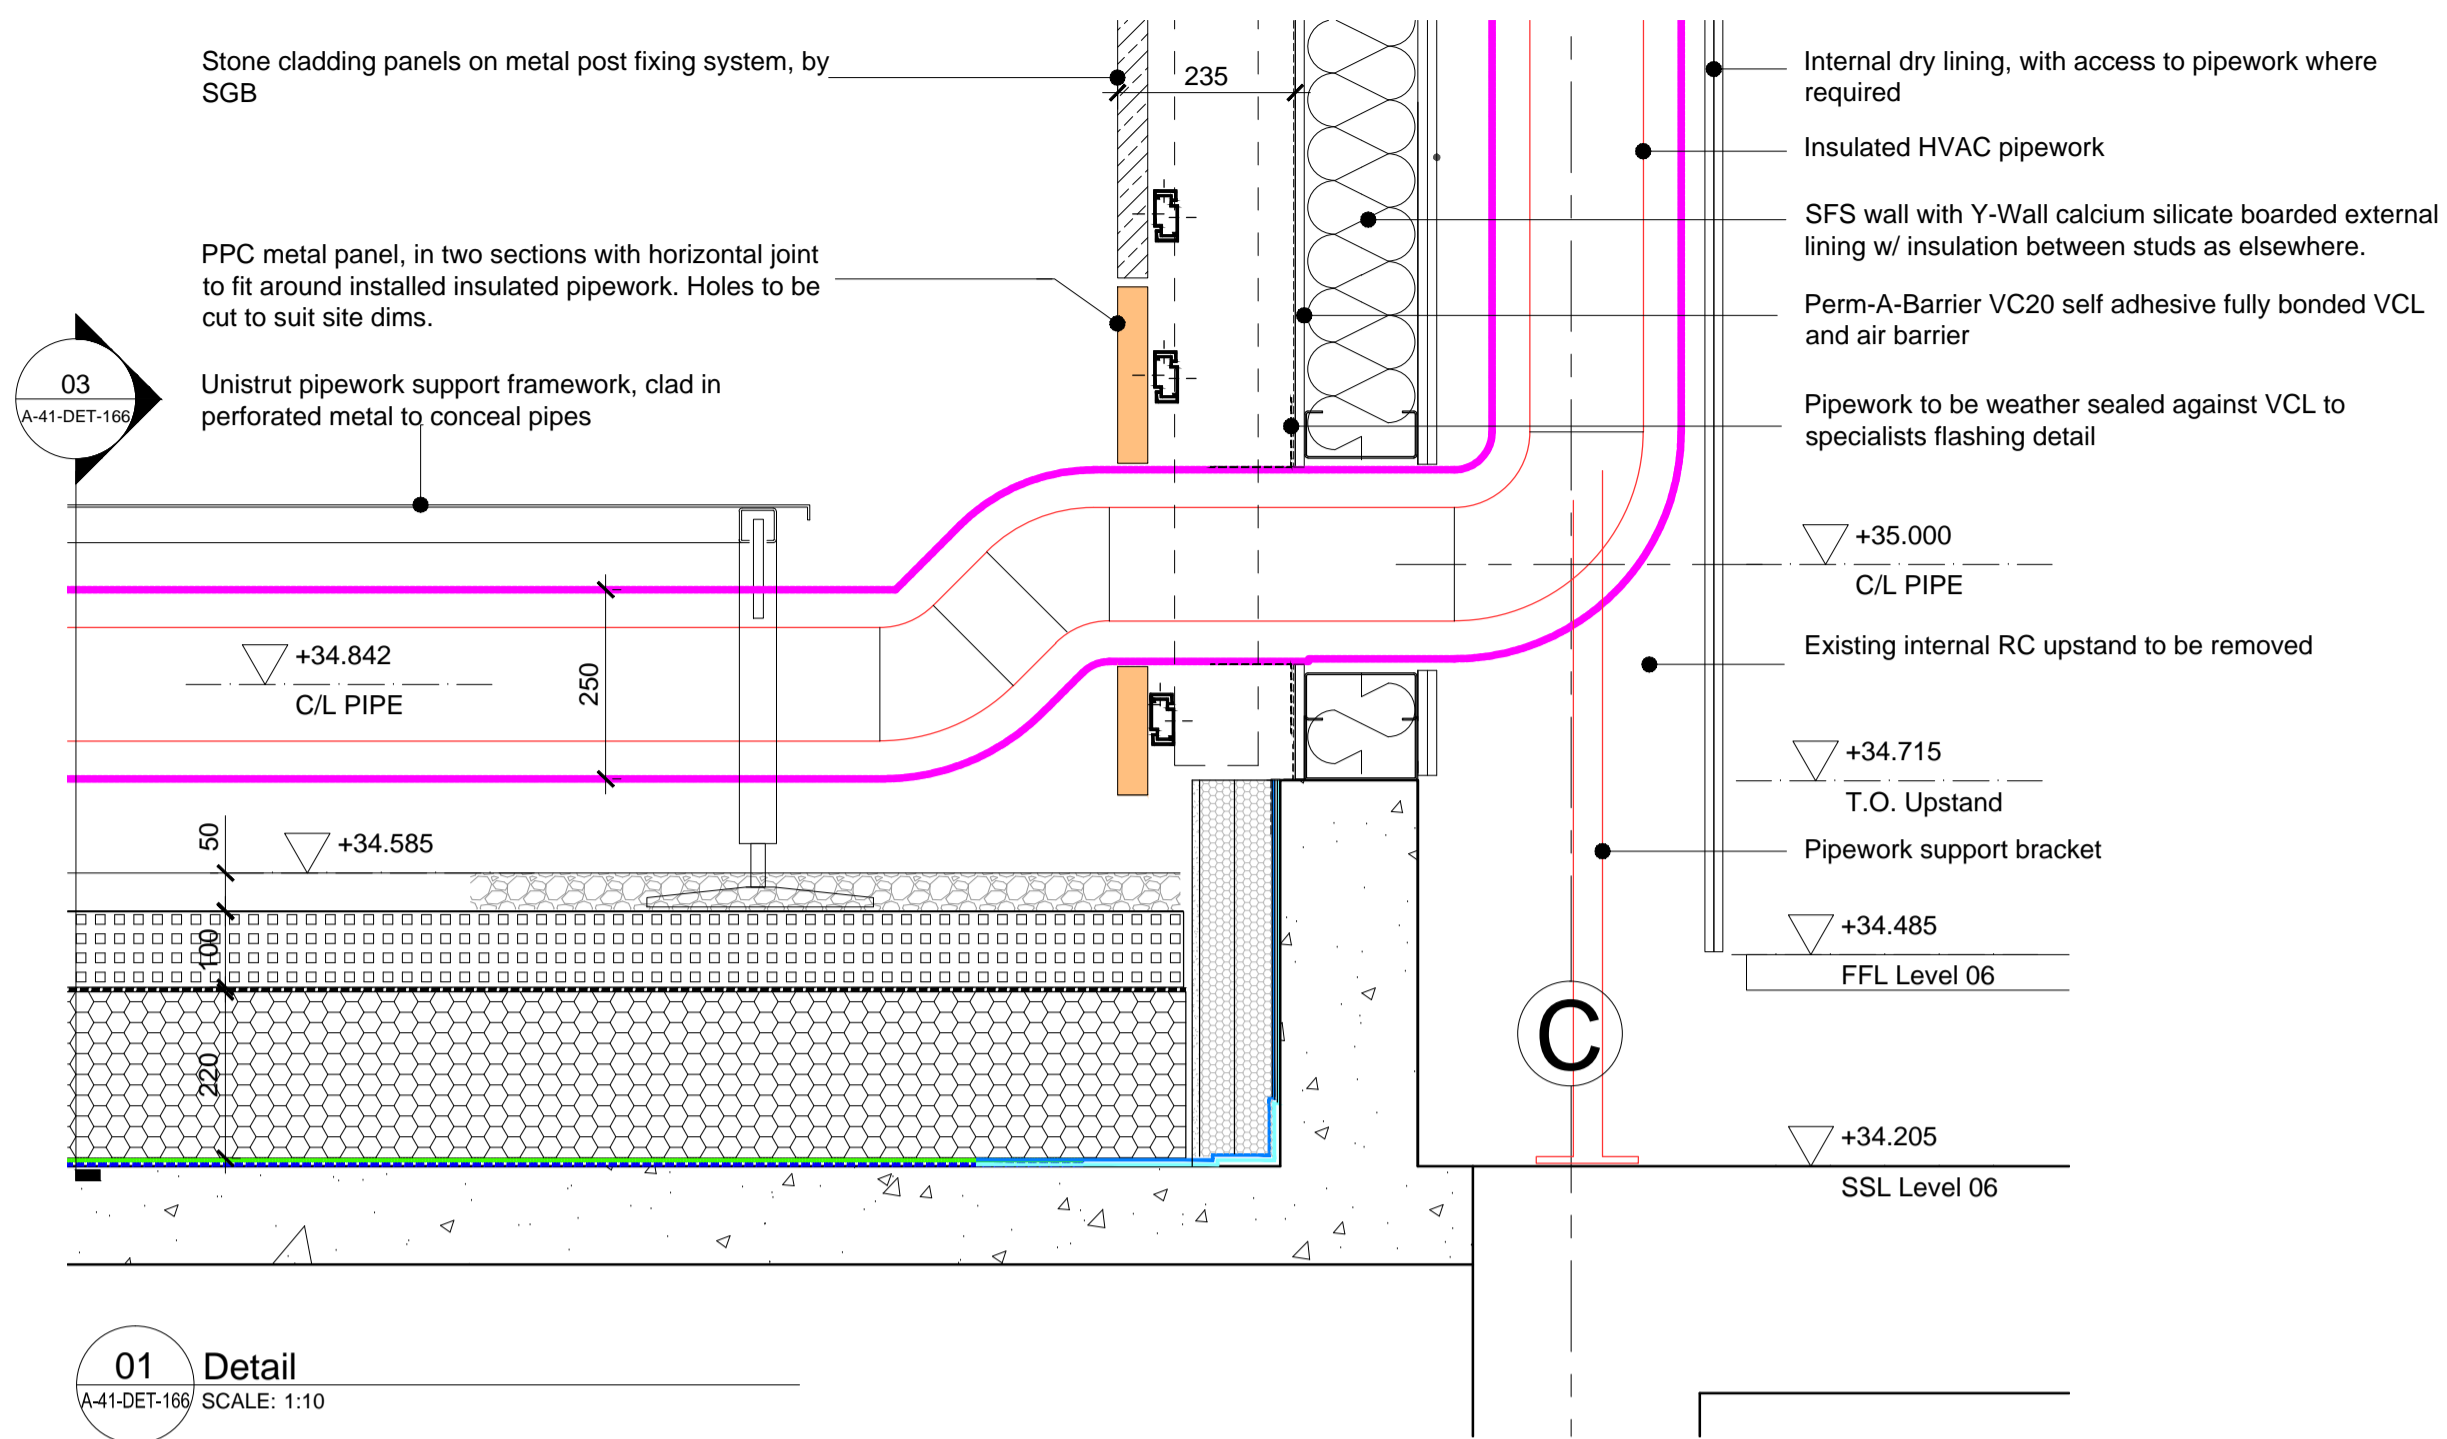 Stone cladding panels on metal post fixing system, by
SGB
235
PPC metal panel, in two sections with horizontal joint
to fit around installed insulated pipework. Holes to be
cut to suit site dims.
03
A-41-DET-166
Unistrut pipework support framework, clad in
perforated metal to conceal pipes
+34.842
C/L PIPE
250
50
+34.585
100
220
Internal dry lining, with access to pipework where
required
Insulated HVAC pipework
SFS wall with Y-Wall calcium silicate boarded external
lining w/ insulation between studs as elsewhere.
Perm-A-Barrier VC20 self adhesive fully bonded VCL
and air barrier
Pipework to be weather sealed against VCL to
specialists flashing detail
+35.000
C/L PIPE
Existing internal RC upstand to be removed
+34.715
T.O. Upstand
Pipework support bracket
+34.485
FFL Level 06
C
+34.205
SSL Level 06
01
A-41-DET-166
Detail
SCALE: 1:10